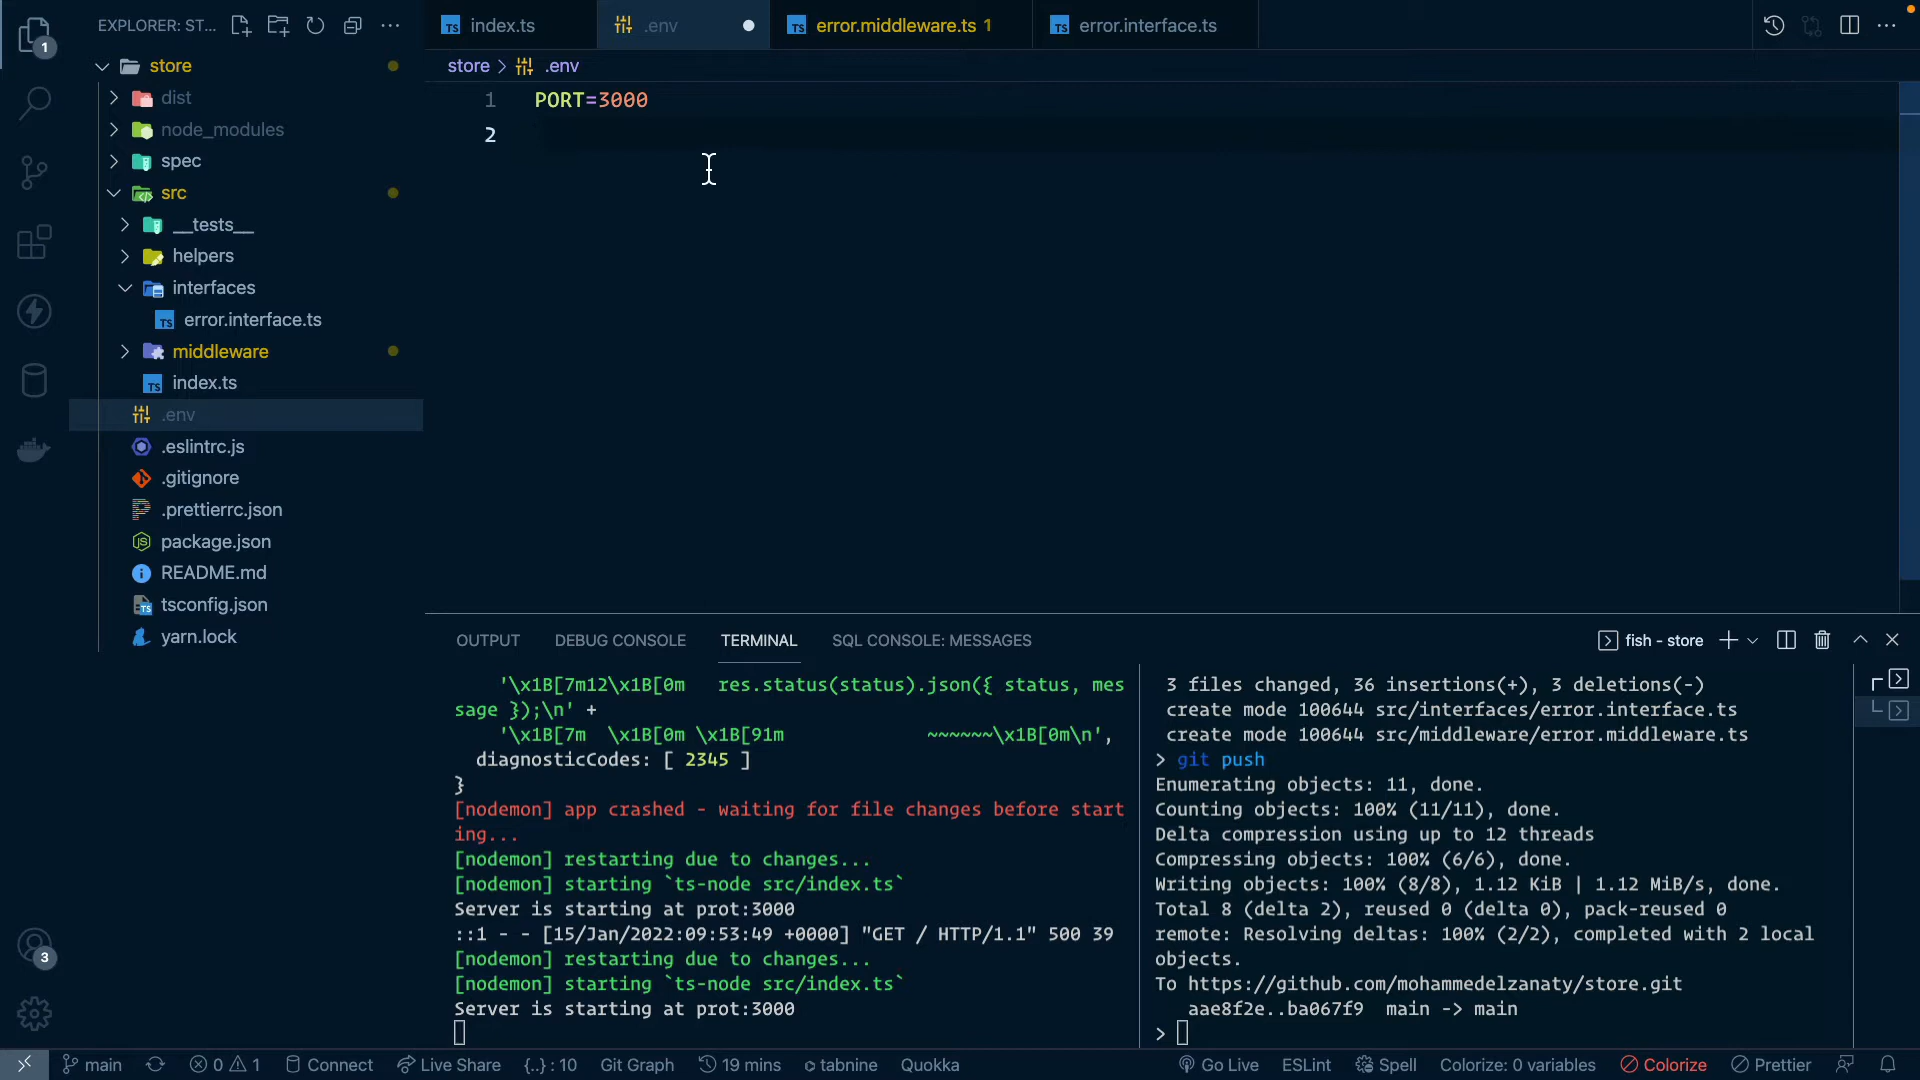 EXPLORER: ST...
index.ts
.env
error.middleware.ts 1
error.interface.ts
store
store > .env
1 PORT=3000
2
dist
node_modules
spec
src
__tests__
helpers
interfaces
error.interface.ts
middleware
index.ts
.env
.eslintrc.js
.gitignore
.prettierrc.json
package.json
README.md
tsconfig.json
yarn.lock
1
3
OUTPUT DEBUG CONSOLE TERMINAL SQL CONSOLE: MESSAGES
fish - store
'\x1B[7m12\x1B[0m   res.status(status).json({ status, mes
sage });\n' +
'\x1B[7m  \x1B[0m \x1B[91m             ~~~~~~\x1B[0m\n',
diagnosticCodes: [ 2345 ]
}
[nodemon] app crashed - waiting for file changes before start
ing...
[nodemon] restarting due to changes...
[nodemon] starting `ts-node src/index.ts`
Server is starting at prot:3000
::1 - - [15/Jan/2022:09:53:49 +0000] "GET / HTTP/1.1" 500 39
[nodemon] restarting due to changes...
[nodemon] starting `ts-node src/index.ts`
Server is starting at prot:3000
3 files changed, 36 insertions(+), 3 deletions(-)
create mode 100644 src/interfaces/error.interface.ts
create mode 100644 src/middleware/error.middleware.ts
> git push
Enumerating objects: 11, done.
Counting objects: 100% (11/11), done.
Delta compression using up to 12 threads
Compressing objects: 100% (6/6), done.
Writing objects: 100% (8/8), 1.12 KiB | 1.12 MiB/s, done.
Total 8 (delta 2), reused 0 (delta 0), pack-reused 0
remote: Resolving deltas: 100% (2/2), completed with 2 local
objects.
To https://github.com/mohammedelzanaty/store.git
aae8f2e..ba067f9  main -> main
>
main 0 1 Connect Live Share {..} : 10 Git Graph 19 mins tabnine Quokka Go Live ESLint Spell Colorize: 0 variables Colorize Prettier